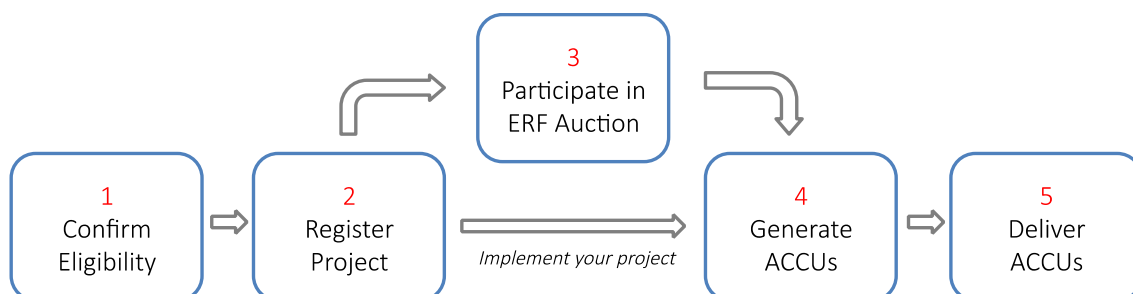 1
Confirm
Eligibility
2
Register
Project
3
Participate in
ERF Auction
Implement your project
4
Generate
ACCUs
5
Deliver
ACCUs